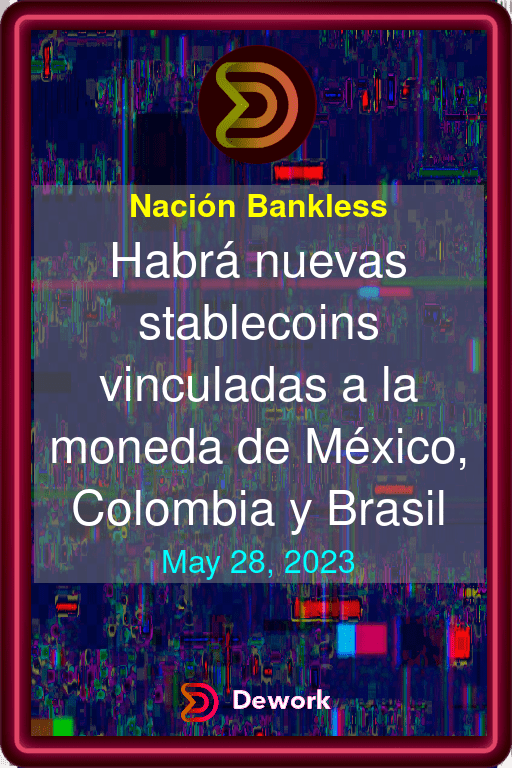 Nación Bankless
Habrá nuevas
stablecoins
vinculadas a la
moneda de México,
Colombia y Brasil
May 28, 2023
Dework